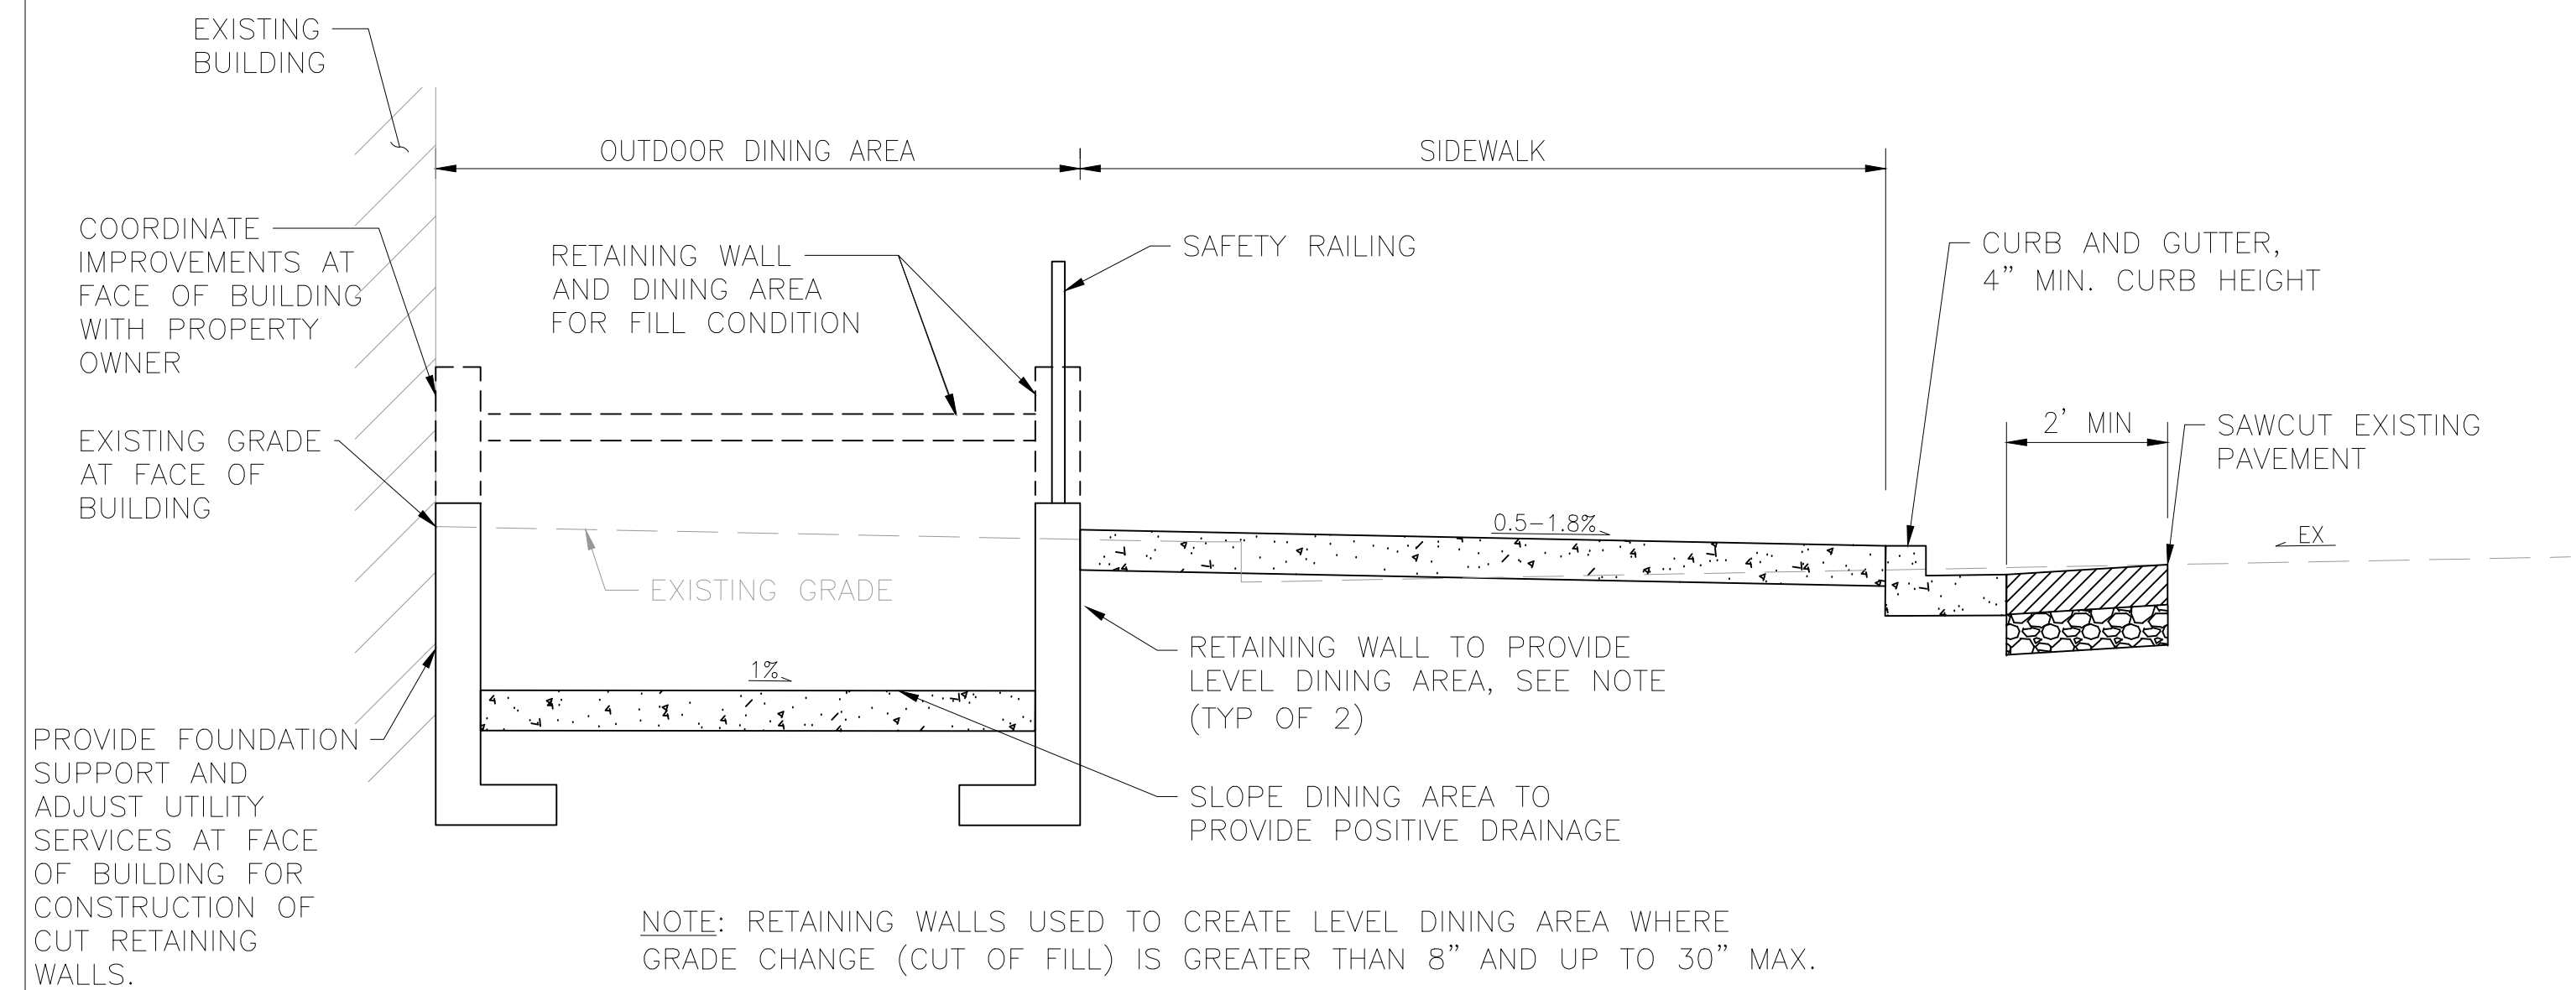 EXISTING
BUILDING
OUTDOOR DINING AREA
SIDEWALK
COORDINATE
IMPROVEMENTS AT
FACE OF BUILDING
WITH PROPERTY
OWNER
RETAINING WALL
AND DINING AREA
FOR FILL CONDITION
SAFETY RAILING
CURB AND GUTTER,
4" MIN. CURB HEIGHT
EXISTING GRADE
AT FACE OF
BUILDING
2' MIN
SAWCUT EXISTING
PAVEMENT
0.5-1.8%
EX
EXISTING GRADE
1%
RETAINING WALL TO PROVIDE
LEVEL DINING AREA, SEE NOTE
(TYP OF 2)
PROVIDE FOUNDATION
SUPPORT AND
ADJUST UTILITY
SERVICES AT FACE
OF BUILDING FOR
CONSTRUCTION OF
CUT RETAINING
WALLS.
SLOPE DINING AREA TO
PROVIDE POSITIVE DRAINAGE
NOTE: RETAINING WALLS USED TO CREATE LEVEL DINING AREA WHERE
GRADE CHANGE (CUT OF FILL) IS GREATER THAN 8" AND UP TO 30" MAX.